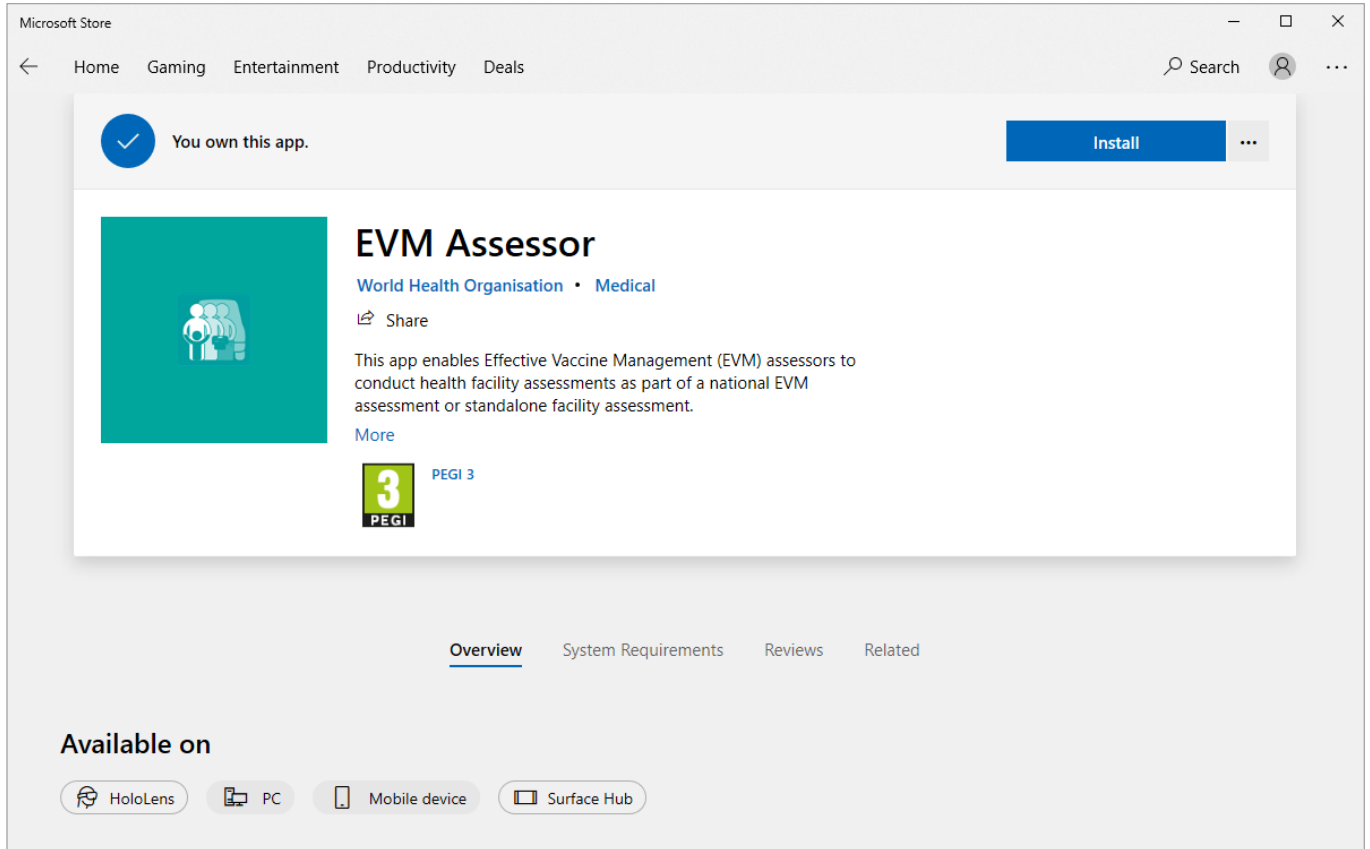 Microsoft Store
Home Gaming Entertainment Productivity Deals Search
You own this app. Install
EVM Assessor
World Health Organisation • Medical
Share
This app enables Effective Vaccine Management (EVM) assessors to
conduct health facility assessments as part of a national EVM
assessment or standalone facility assessment.
More
3
PEGI
PEGI 3
Overview System Requirements Reviews Related
Available on
HoloLens PC Mobile device Surface Hub